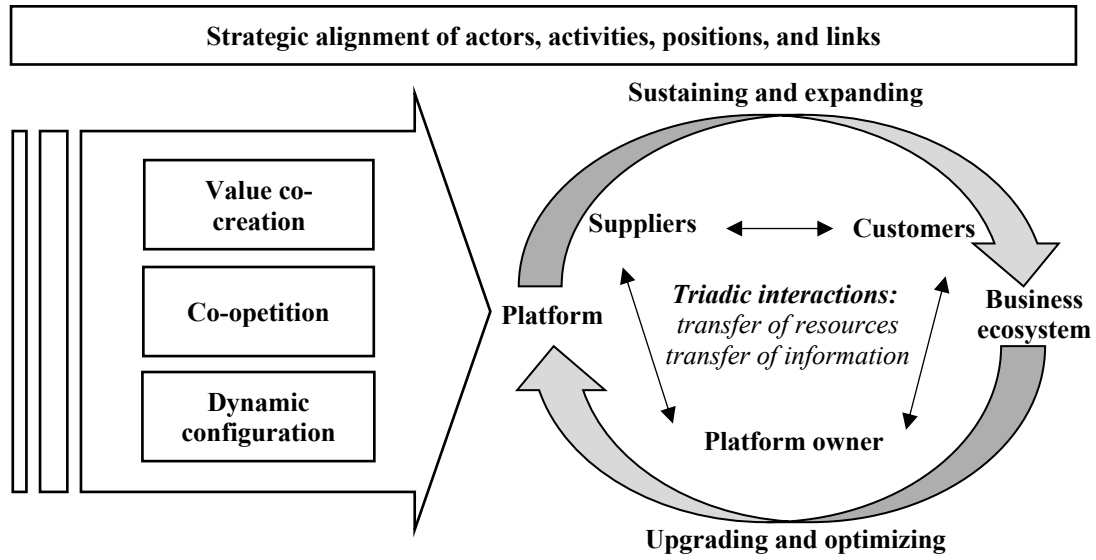 Strategic alignment of actors, activities, positions, and links
Sustaining and expanding
Value co-
creation
Co-opetition
Dynamic
configuration
Suppliers
Customers
Triadic interactions:
transfer of resources
transfer of information
Platform
Business
ecosystem
Platform owner
Upgrading and optimizing